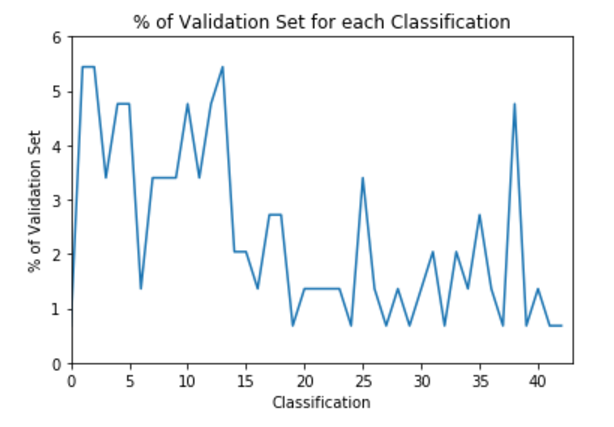 % of Validation Set for each Classification
% of Validation Set
6
5
4
3
2
1
0
0 5 10 15 20 25 30 35 40
Classification